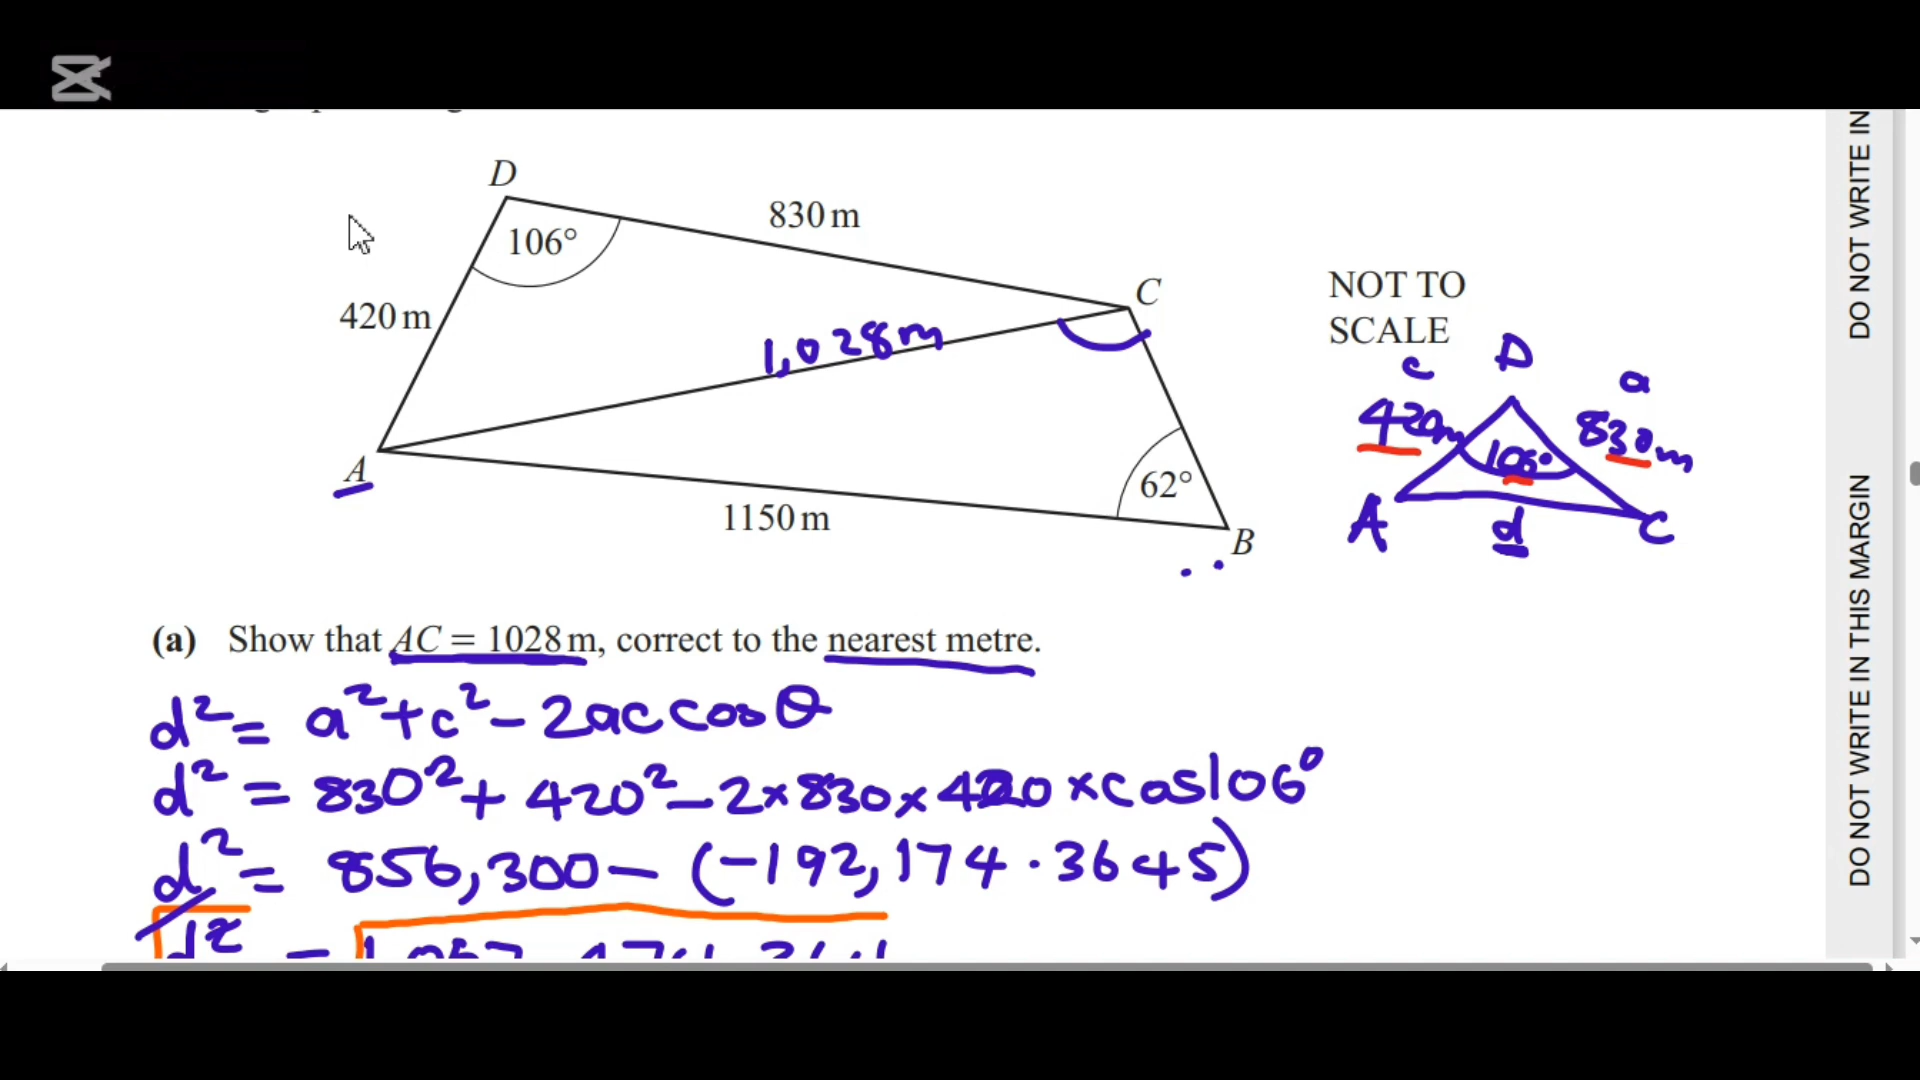 D
830 m
106°
C
420 m
1,028m
NOT TO
SCALE
A
62°
1150 m
B
c D a
420m 830m
106°
A d C
(a) Show that AC = 1028 m, correct to the nearest metre.
d² = a² + c² - 2ac cos θ
d² = 830² + 420² - 2×830×420 × cos106°
d² = 856,300 - (-192,174.3645)
d² =
DO NOT WRITE IN
DO NOT WRITE IN THIS MARGIN